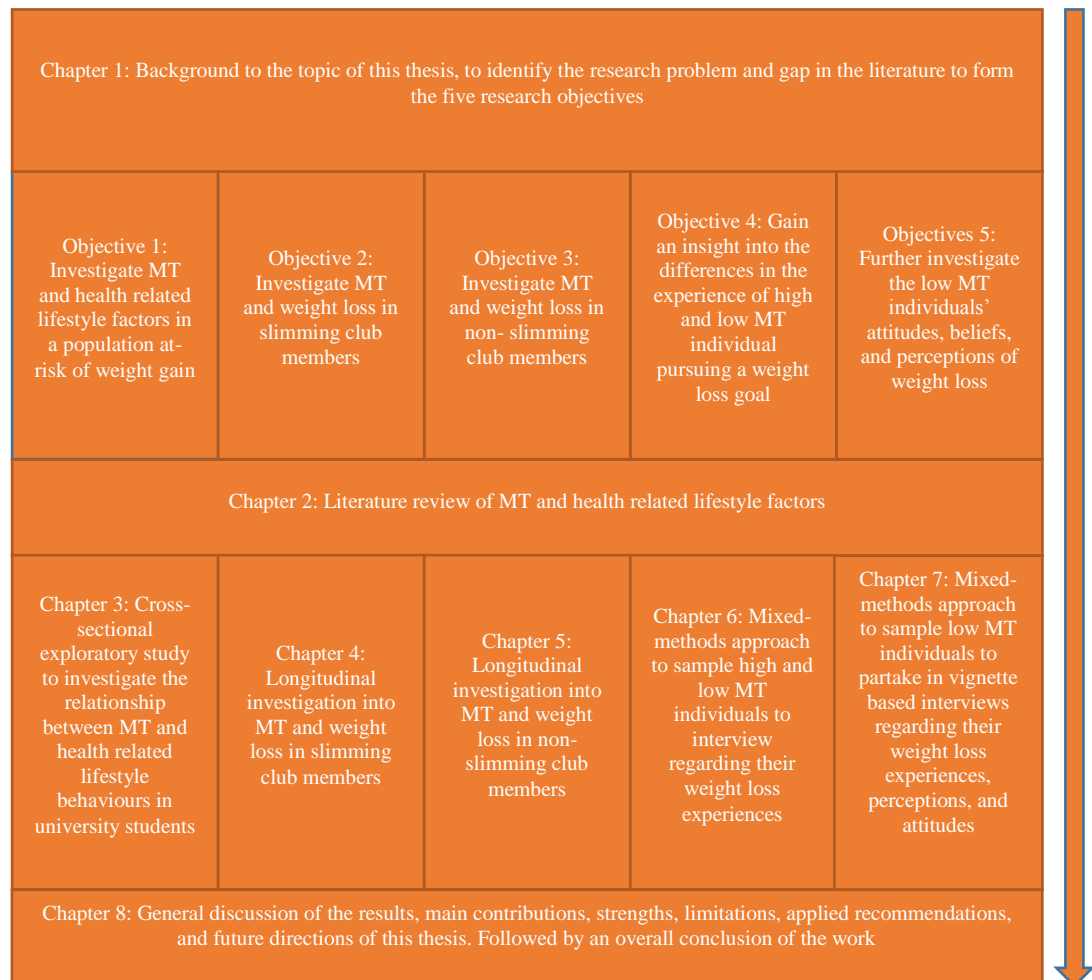 Chapter 1: Background to the topic of this thesis, to identify the research problem and gap in the literature to form
the five research objectives
Objective 1:
Investigate MT
and health related
lifestyle factors in
a population at-
risk of weight gain
Objective 2:
Investigate MT
and weight loss in
slimming club
members
Objective 3:
Investigate MT
and weight loss in
non- slimming
club members
Objective 4: Gain
an insight into the
differences in the
experience of high
and low MT
individual
pursuing a weight
loss goal
Objectives 5:
Further investigate
the low MT
individuals’
attitudes, beliefs,
and perceptions of
weight loss
Chapter 2: Literature review of MT and health related lifestyle factors
Chapter 3: Cross-
sectional
exploratory study
to investigate the
relationship
between MT and
health related
lifestyle
behaviours in
university students
Chapter 4:
Longitudinal
investigation into
MT and weight
loss in slimming
club members
Chapter 5:
Longitudinal
investigation into
MT and weight
loss in non-
slimming club
members
Chapter 6: Mixed-
methods approach
to sample high and
low MT
individuals to
interview
regarding their
weight loss
experiences
Chapter 7: Mixed-
methods approach
to sample low MT
individuals to
partake in vignette
based interviews
regarding their
weight loss
experiences,
perceptions, and
attitudes
Chapter 8: General discussion of the results, main contributions, strengths, limitations, applied recommendations,
and future directions of this thesis. Followed by an overall conclusion of the work